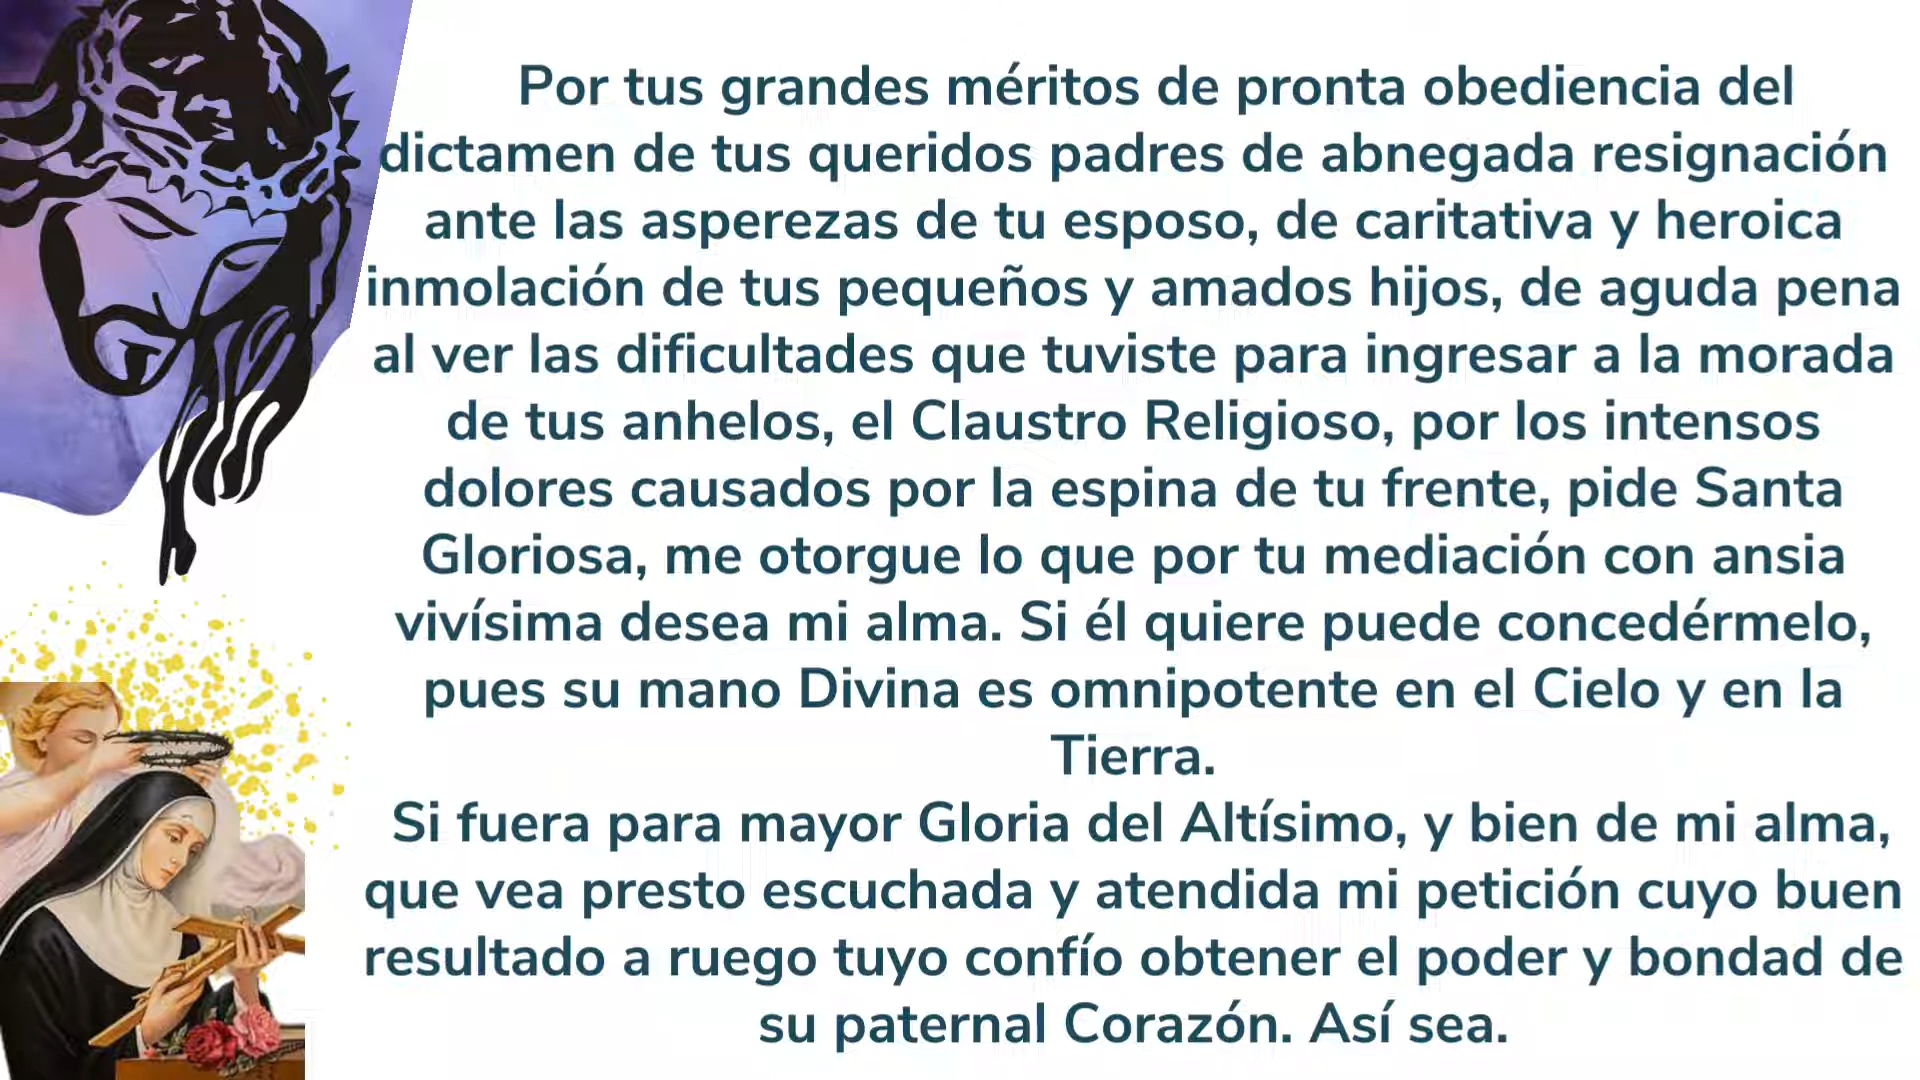 Por tus grandes méritos de pronta obediencia del
dictamen de tus queridos padres de abnegada resignación
ante las asperezas de tu esposo, de caritativa y heroica
inmolación de tus pequeños y amados hijos, de aguda pena
al ver las dificultades que tuviste para ingresar a la morada
de tus anhelos, el Claustro Religioso, por los intensos
dolores causados por la espina de tu frente, pide Santa
Gloriosa, me otorgue lo que por tu mediación con ansia
vivísima desea mi alma. Si él quiere puede concedérmelo,
pues su mano Divina es omnipotente en el Cielo y en la
Tierra.
Si fuera para mayor Gloria del Altísimo, y bien de mi alma,
que vea presto escuchada y atendida mi petición cuyo buen
resultado a ruego tuyo confío obtener el poder y bondad de
su paternal Corazón. Así sea.